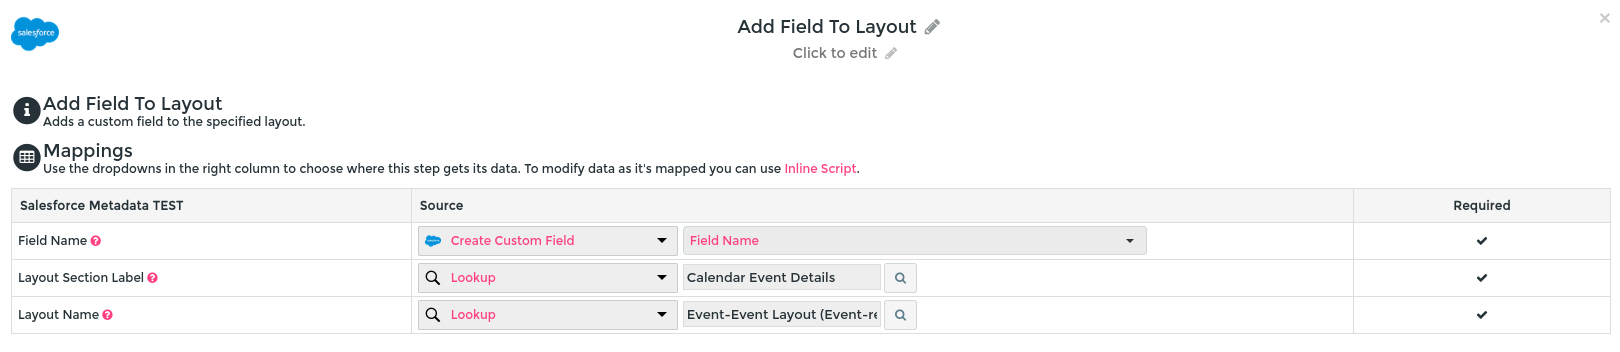 salesforce
Add Field To Layout
Click to edit
Add Field To Layout
Adds a custom field to the specified layout.
Mappings
Use the dropdowns in the right column to choose where this step gets its data. To modify data as it's mapped you can use Inline Script.
Salesforce Metadata TEST Source Required
Field Name Create Custom Field Field Name
Layout Section Label Lookup Calendar Event Details
Layout Name Lookup Event-Event Layout (Event-re